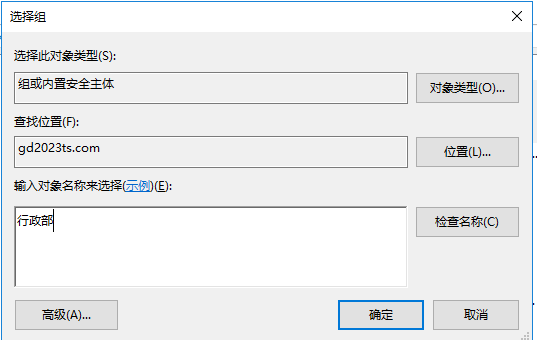 选择组
选择此对象类型(S):
组或内置安全主体
对象类型(O)...
查找位置(F):
gd2023ts.com
位置(L)...
输入对象名称来选择(示例)(E):
行政部
检查名称(C)
高级(A)...
确定
取消